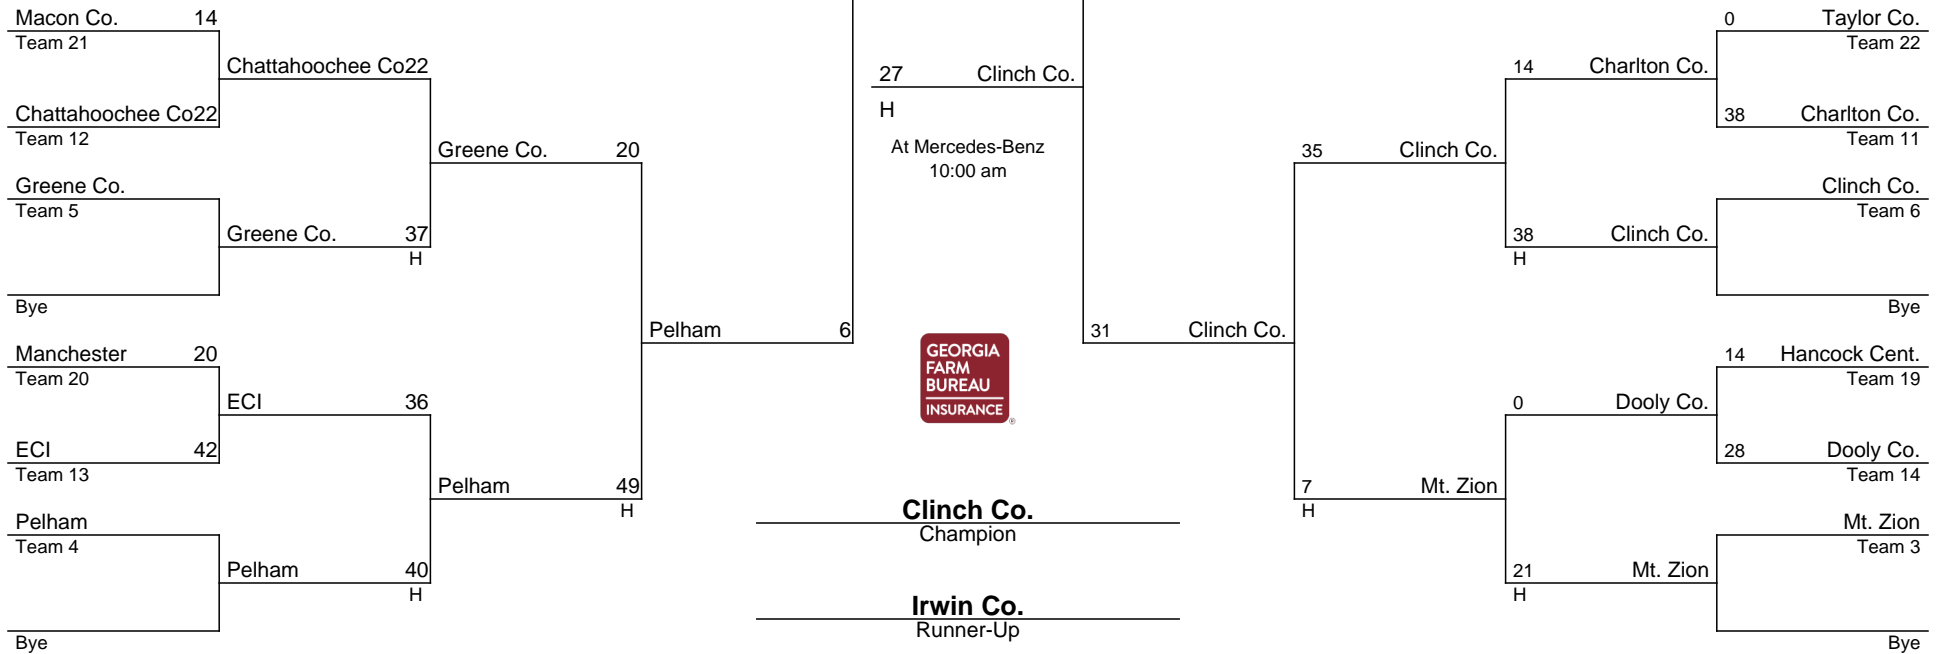 Macon Co. 14
Team 21
Chattahoochee Co22
Chattahoochee Co22
Team 12
Greene Co. 20
Greene Co.
Team 5
Greene Co. 37
H
Bye
Pelham 6
Manchester 20
Team 20
ECI 36
ECI 42
Team 13
Pelham 49
H
Pelham
Team 4
Pelham 40
H
Bye
27 Clinch Co.
H
At Mercedes-Benz
10:00 am
GEORGIA
FARM
BUREAU
INSURANCE
®
Clinch Co.
Champion
Irwin Co.
Runner-Up
0 Taylor Co.
Team 22
14 Charlton Co.
38 Charlton Co.
Team 11
35 Clinch Co.
Clinch Co.
Team 6
38 Clinch Co.
H
Bye
31 Clinch Co.
14 Hancock Cent.
Team 19
0 Dooly Co.
28 Dooly Co.
Team 14
7 Mt. Zion
H
Mt. Zion
Team 3
21 Mt. Zion
H
Bye